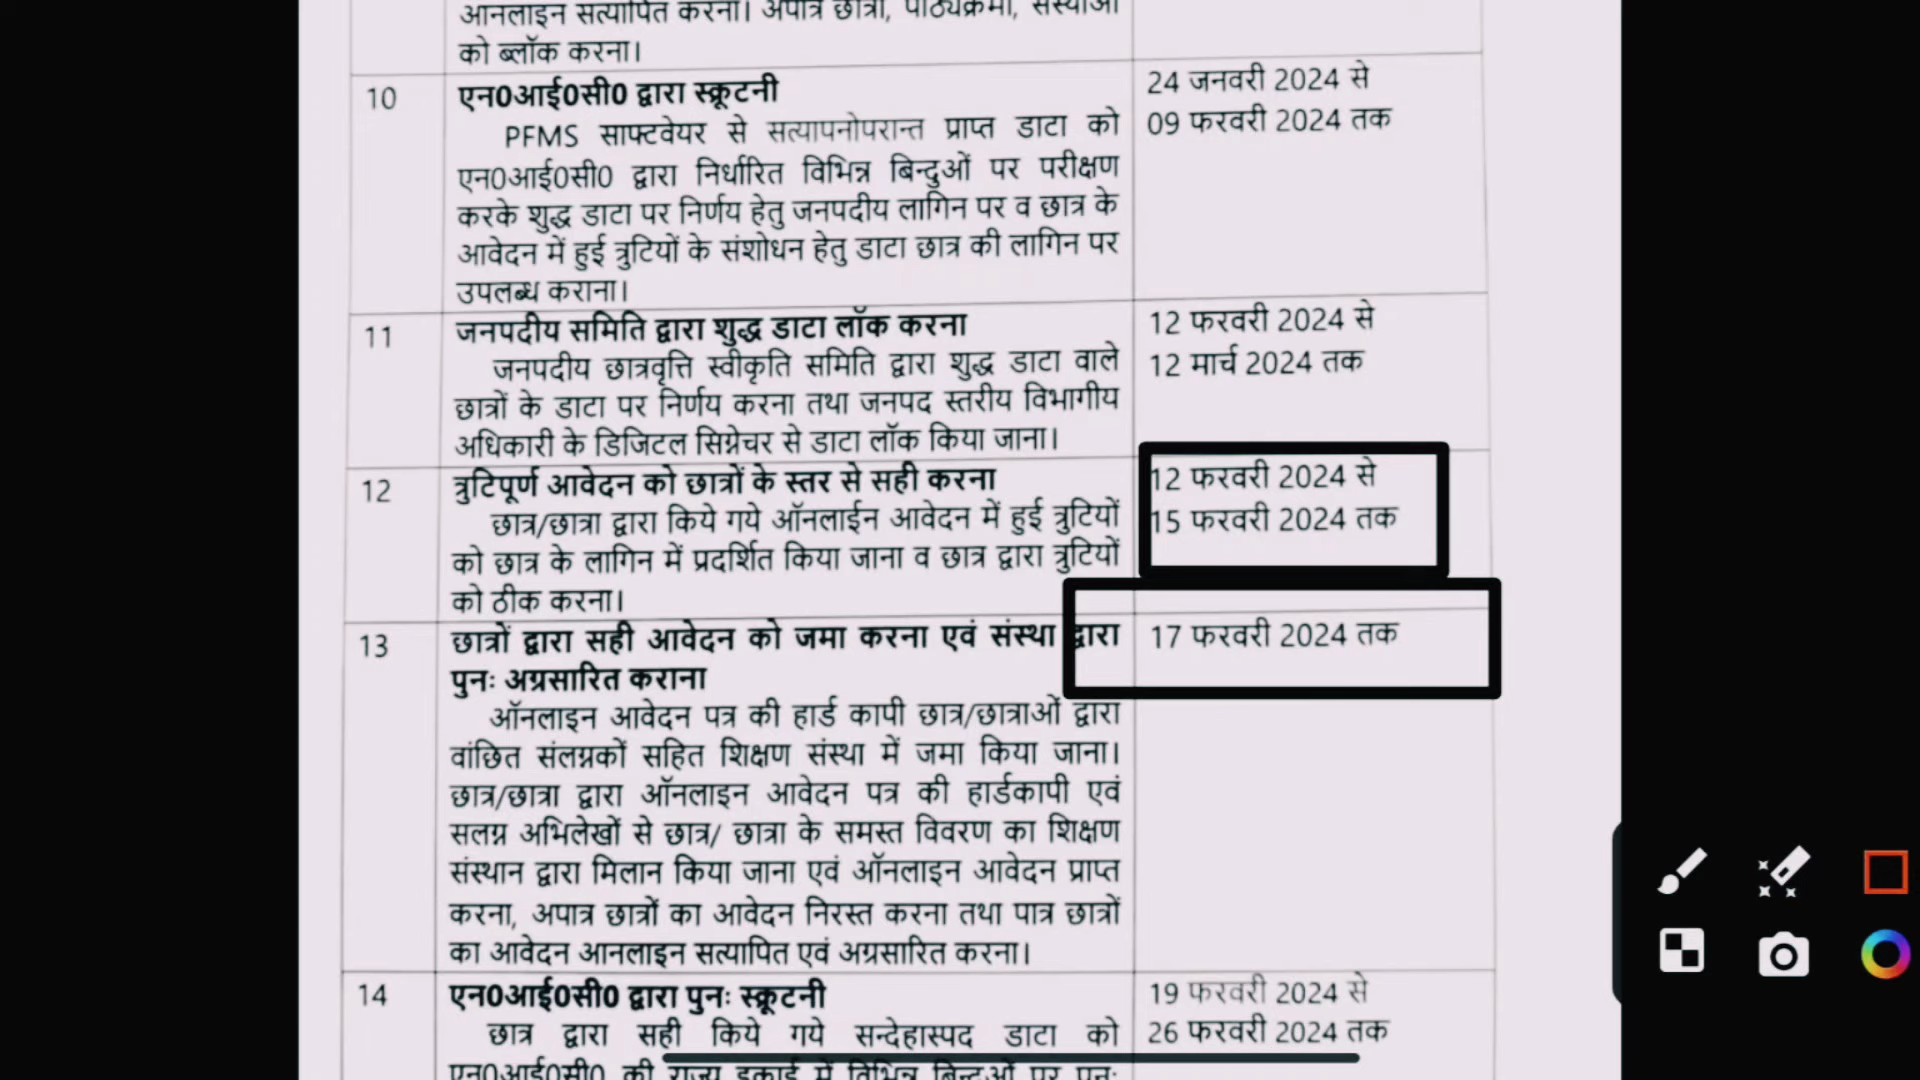 आनलाइन सत्यापित करना। अपात्र छात्रों, पाठ्यक्रमों, संस्थाओं
को ब्लॉक करना।
10
एन0आई0सी0 द्वारा स्क्रूटनी
24 जनवरी 2024 से
PFMS साफ्टवेयर से सत्यापनोपरान्त प्राप्त डाटा को
09 फरवरी 2024 तक
एन0आई0सी0 द्वारा निर्धारित विभिन्न बिन्दुओं पर परीक्षण
करके शुद्ध डाटा पर निर्णय हेतु जनपदीय लागिन पर व छात्र के
आवेदन में हुई त्रुटियों के संशोधन हेतु डाटा छात्र की लागिन पर
उपलब्ध कराना।
11
जनपदीय समिति द्वारा शुद्ध डाटा लॉक करना
12 फरवरी 2024 से
जनपदीय छात्रवृत्ति स्वीकृति समिति द्वारा शुद्ध डाटा वाले
12 मार्च 2024 तक
छात्रों के डाटा पर निर्णय करना तथा जनपद स्तरीय विभागीय
अधिकारी के डिजिटल सिग्नेचर से डाटा लॉक किया जाना।
12
त्रुटिपूर्ण आवेदन को छात्रों के स्तर से सही करना
12 फरवरी 2024 से
छात्र/छात्रा द्वारा किये गये ऑनलाईन आवेदन में हुई त्रुटियों
15 फरवरी 2024 तक
को छात्र के लागिन में प्रदर्शित किया जाना व छात्र द्वारा त्रुटियों
को ठीक करना।
13
छात्रों द्वारा सही आवेदन को जमा करना एवं संस्था द्वारा
17 फरवरी 2024 तक
पुनः अग्रसारित कराना
ऑनलाइन आवेदन पत्र की हार्ड कापी छात्र/छात्राओं द्वारा
वांछित संलग्नकों सहित शिक्षण संस्था में जमा किया जाना।
छात्र/छात्रा द्वारा ऑनलाइन आवेदन पत्र की हार्डकापी एवं
सलग्न अभिलेखों से छात्र/ छात्रा के समस्त विवरण का शिक्षण
संस्थान द्वारा मिलान किया जाना एवं ऑनलाइन आवेदन प्राप्त
करना, अपात्र छात्रों का आवेदन निरस्त करना तथा पात्र छात्रों
का आवेदन आनलाइन सत्यापित एवं अग्रसारित करना।
14
एन0आई0सी0 द्वारा पुनः स्क्रूटनी
19 फरवरी 2024 से
छात्र द्वारा सही किये गये सन्देहास्पद डाटा को
26 फरवरी 2024 तक
एन0आई0सी0 की राज्य इकाई में विभिन्न बिन्दुओं पर पुनः